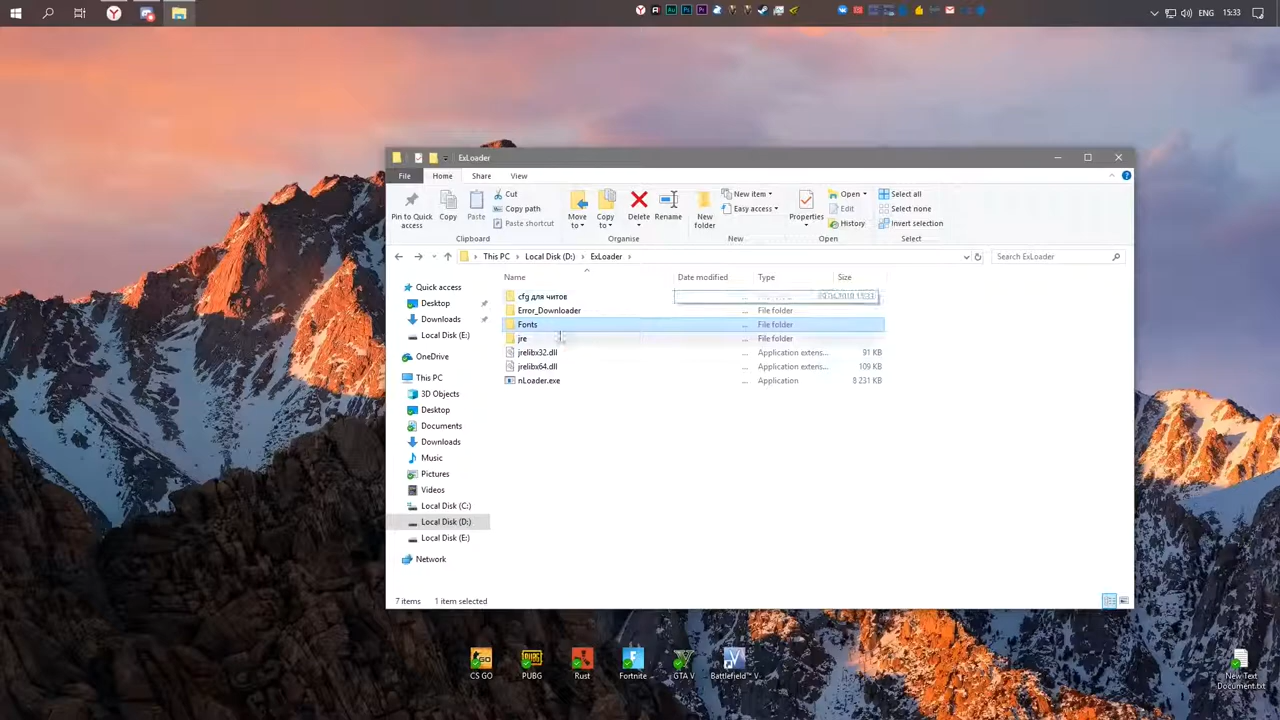 ENG 15:33
ExLoader
File Home Share View
Pin to Quick access
Copy
Paste
Cut
Copy path
Paste shortcut
Clipboard
Move to
Copy to
Delete
Rename
Organise
New folder
New item
Easy access
New
Properties
Open
Edit
History
Open
Select all
Select none
Invert selection
Select
This PC > Local Disk (D:) > ExLoader >
Search ExLoader
Name Date modified Type Size
cfg для читов
Error_Downloader ... File folder
Fonts ... File folder
jre ... File folder
jrelibx32.dll ... Application extens... 91 KB
jrelibx64.dll ... Application extens... 109 KB
nLoader.exe ... Application 8 231 KB
Quick access
Desktop
Downloads
Local Disk (E:)
OneDrive
This PC
3D Objects
Desktop
Documents
Downloads
Music
Pictures
Videos
Local Disk (C:)
Local Disk (D:)
Local Disk (E:)
Network
7 items 1 item selected
CS GO
PUBG
Rust
Fortnite
GTA V
Battlefield™ V
New Text
Document.txt